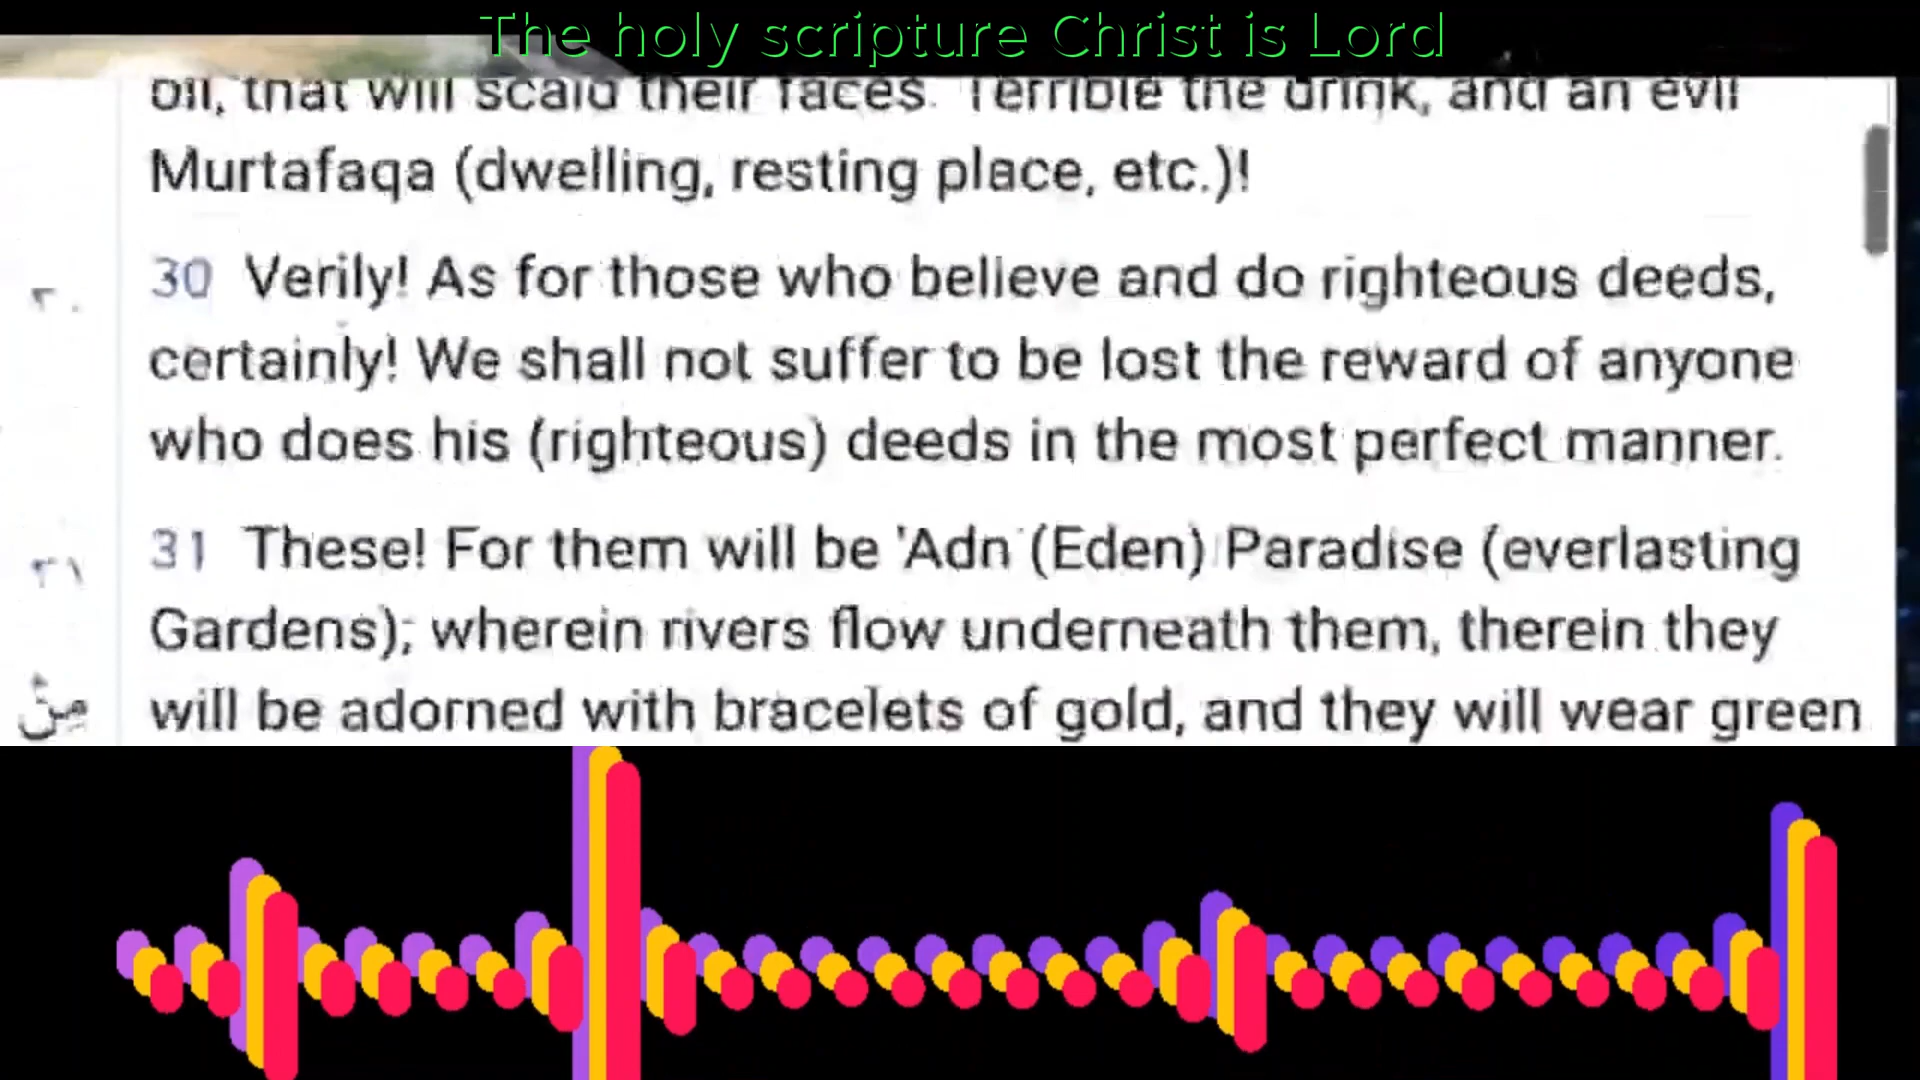 The holy scripture Christ is Lord
oil, that will scald their faces. Terrible the drink, and an evil
Murtafaqa (dwelling, resting place, etc.)!
٣٠
30 Verily! As for those who believe and do righteous deeds,
certainly! We shall not suffer to be lost the reward of anyone
who does his (righteous) deeds in the most perfect manner.
٣١
31 These! For them will be 'Adn (Eden) Paradise (everlasting
Gardens); wherein rivers flow underneath them, therein they
مِنْ
will be adorned with bracelets of gold, and they will wear green